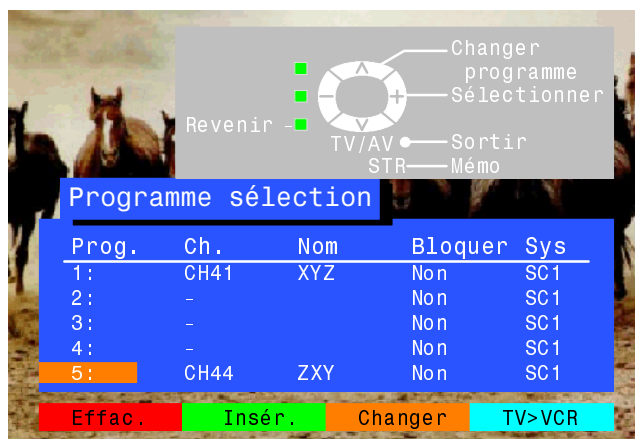 Changer
programme
Sélectionner
Revenir
TV/AV Sortir
STR Mémo
Programme sélection
Prog. Ch. Nom Bloquer Sys
1: CH41 XYZ Non SC1
2: - Non SC1
3: - Non SC1
4: - Non SC1
5: CH44 ZXY Non SC1
Effac. Insér. Changer TV>VCR